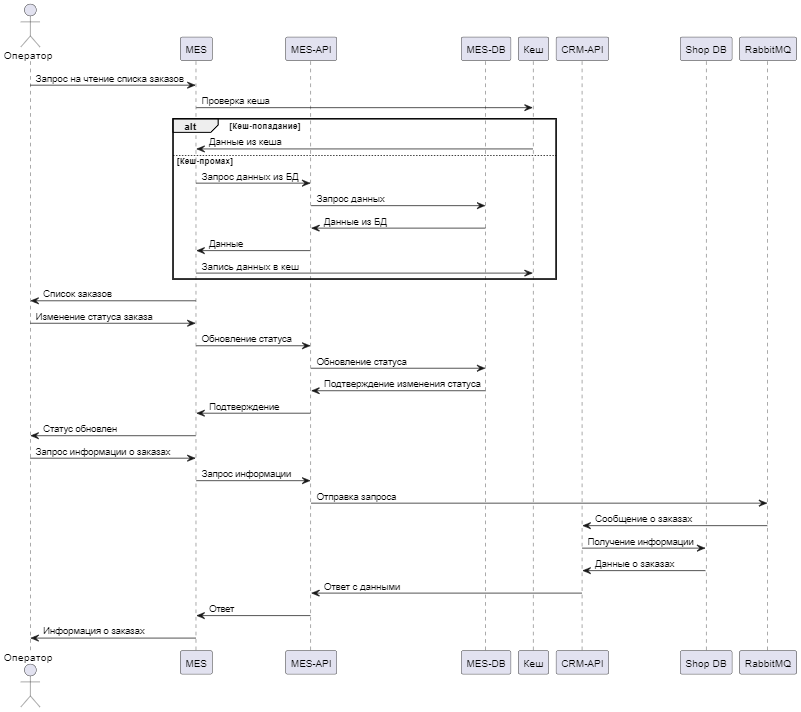 Оператор
MES
MES-API
MES-DB
Кеш
CRM-API
Shop DB
RabbitMQ
Запрос на чтение списка заказов
Проверка кеша
alt
[Кеш-попадание]
Данные из кеша
[Кеш-промах]
Запрос данных из БД
Запрос данных
Данные из БД
Данные
Запись данных в кеш
Список заказов
Изменение статуса заказа
Обновление статуса
Обновление статуса
Подтверждение изменения статуса
Подтверждение
Статус обновлен
Запрос информации о заказах
Запрос информации
Отправка запроса
Сообщение о заказах
Получение информации
Данные о заказах
Ответ с данными
Ответ
Информация о заказах
Оператор
MES
MES-API
MES-DB
Кеш
CRM-API
Shop DB
RabbitMQ